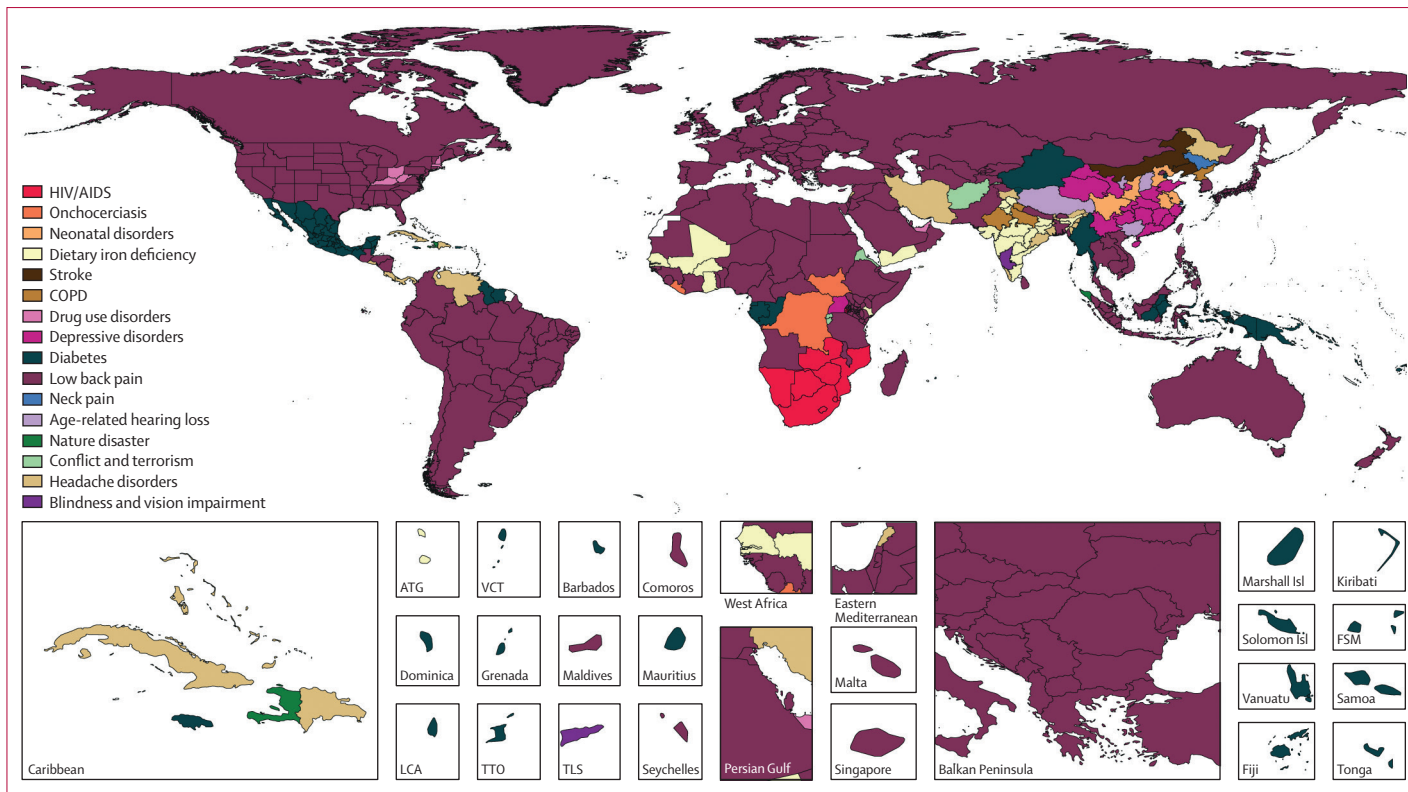 HIV/AIDS
Onchocerciasis
Neonatal disorders
Dietary iron deficiency
Stroke
COPD
Drug use disorders
Depressive disorders
Diabetes
Low back pain
Neck pain
Age-related hearing loss
Nature disaster
Conflict and terrorism
Headache disorders
Blindness and vision impairment
Caribbean
ATG
VCT
Barbados
Comoros
Dominica
Grenada
Maldives
Mauritius
LCA
TTO
TLS
Seychelles
West Africa
Eastern
Mediterranean
Persian Gulf
Malta
Singapore
Balkan Peninsula
Marshall Isl
Kiribati
Solomon Isl
FSM
Vanuatu
Samoa
Fiji
Tonga